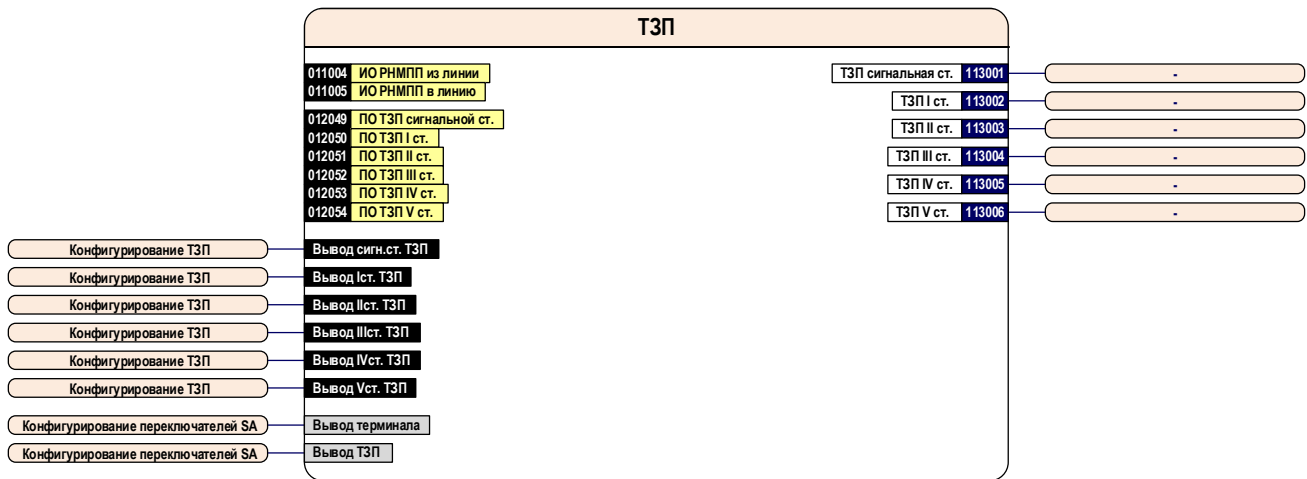 ТЗП
011004 ИО РНМПП из линии
011005 ИО РНМПП в линию
012049 ПО ТЗП сигнальной ст.
012050 ПО ТЗП I ст.
012051 ПО ТЗП II ст.
012052 ПО ТЗП III ст.
012053 ПО ТЗП IV ст.
012054 ПО ТЗП V ст.
ТЗП сигнальная ст. 113001 -
ТЗП I ст. 113002 -
ТЗП II ст. 113003 -
ТЗП III ст. 113004 -
ТЗП IV ст. 113005 -
ТЗП V ст. 113006 -
Конфигурирование ТЗП Вывод сигн.ст. ТЗП
Конфигурирование ТЗП Вывод Iст. ТЗП
Конфигурирование ТЗП Вывод IIст. ТЗП
Конфигурирование ТЗП Вывод IIIст. ТЗП
Конфигурирование ТЗП Вывод IVст. ТЗП
Конфигурирование ТЗП Вывод Vст. ТЗП
Конфигурирование переключателей SA Вывод терминала
Конфигурирование переключателей SA Вывод ТЗП